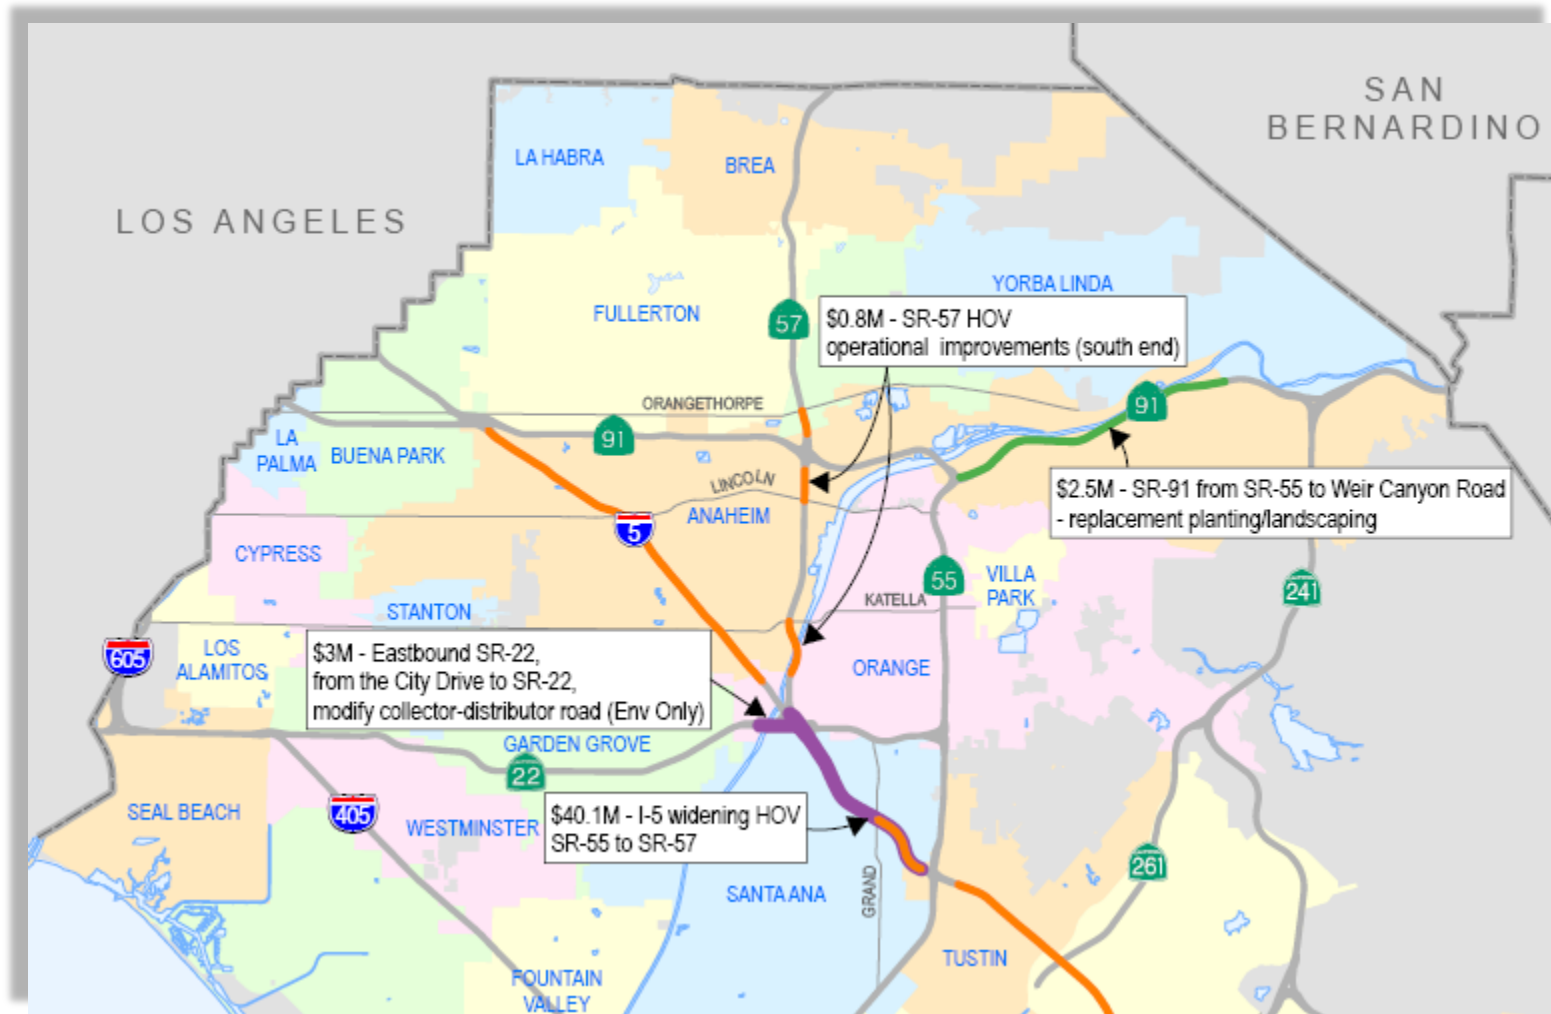 SAN
BERNARDINO
LOS ANGELES
LA HABRA
BREA
YORBA LINDA
FULLERTON
57
$0.8M - SR-57 HOV
operational improvements (south end)
ORANGETHORPE
91
91
LA
PALMA
BUENA PARK
LINCOLN
$2.5M - SR-91 from SR-55 to Weir Canyon Road
- replacement planting/landscaping
ANAHEIM
5
CYPRESS
55
VILLA
PARK
241
KATELLA
STANTON
605
LOS
ALAMITOS
$3M - Eastbound SR-22,
from the City Drive to SR-22,
modify collector-distributor road (Env Only)
ORANGE
GARDEN GROVE
22
SEAL BEACH
405
WESTMINSTER
$40.1M - I-5 widening HOV
SR-55 to SR-57
261
SANTA ANA
GRAND
TUSTIN
FOUNTAIN
VALLEY